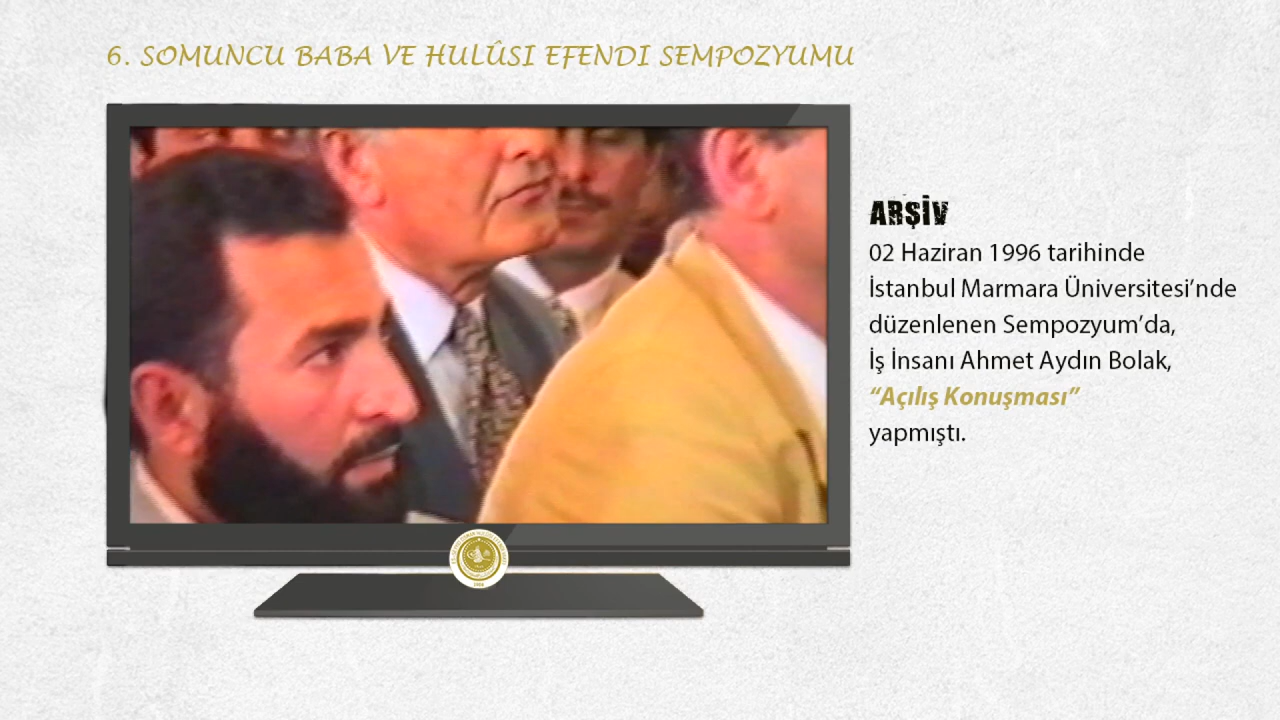 6. SOMUNCU BABA VE HULÛSI EFENDI SEMPOZYUMU
ARŞİV
02 Haziran 1996 tarihinde
İstanbul Marmara Üniversitesi’nde
düzenlenen Sempozyum’da,
İş İnsanı Ahmet Aydın Bolak,
“Açılış Konuşması”
yapmıştı.